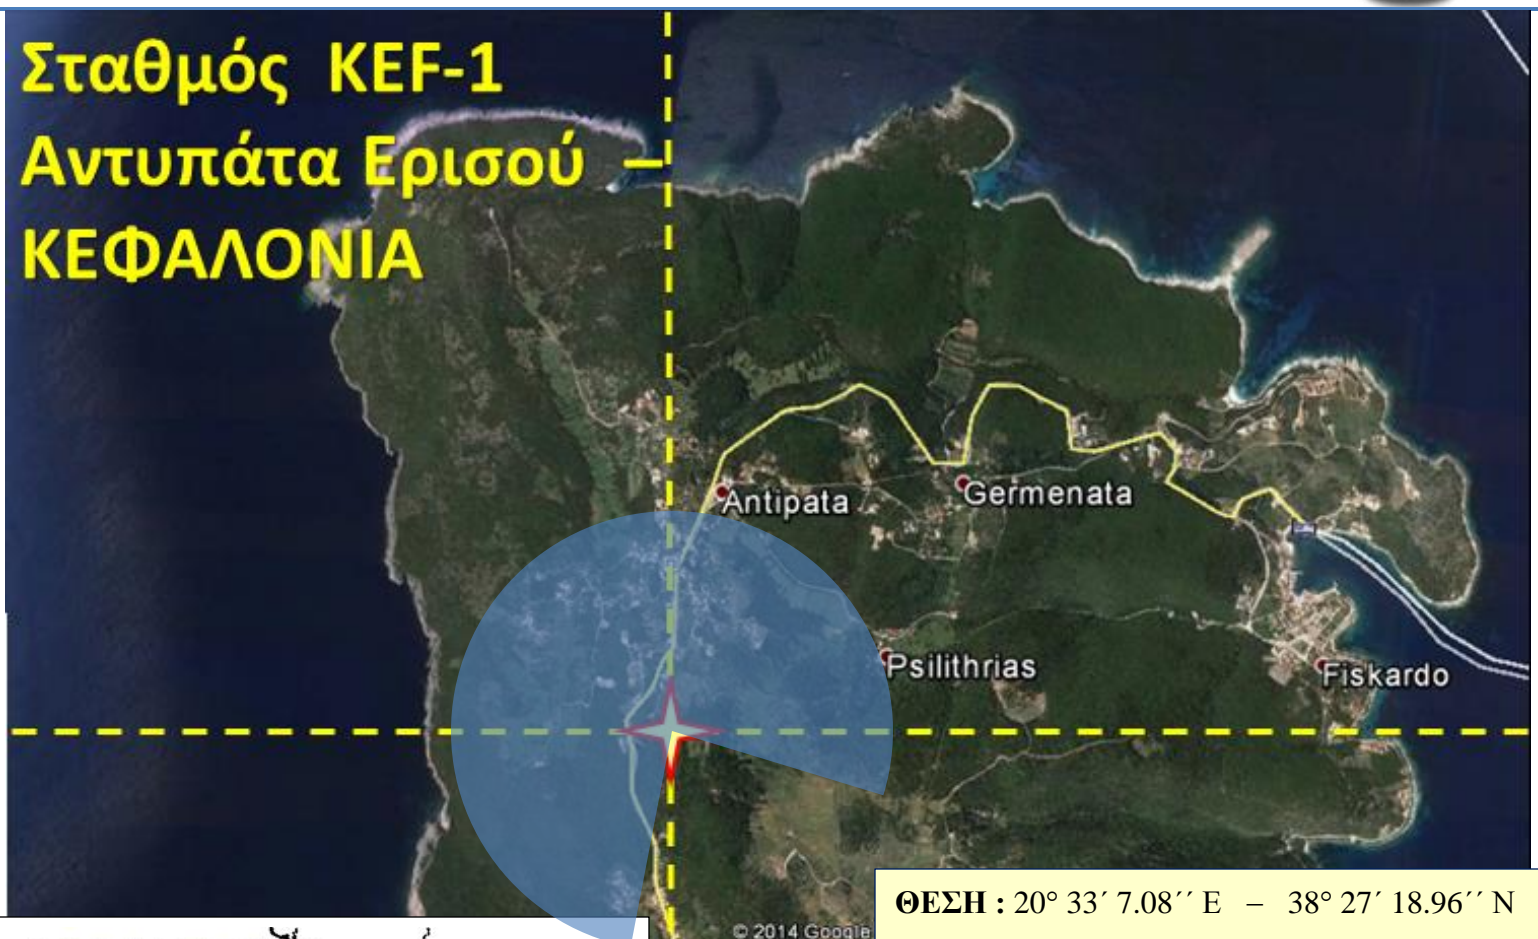 Σταθμός KEF-1
Αντυπάτα Ερισού –
ΚΕΦΑΛΟΝΙΑ
Antipata
Germenata
Psilithrias
Fiskardo
ΘΕΣΗ : 20° 33΄ 7.08΄΄ E – 38° 27΄ 18.96΄΄ N
© 2014 Google